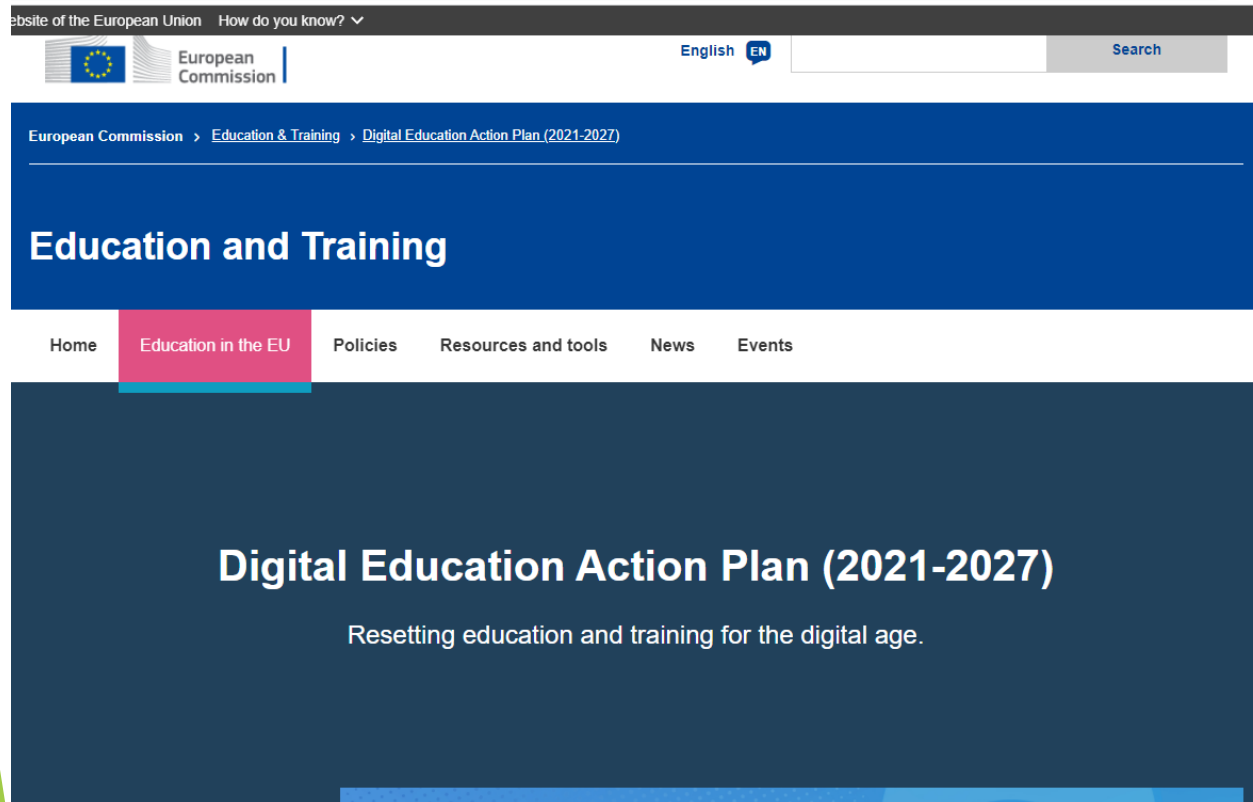 ebsite of the European Union How do you know?
European
Commission
English EN
Search
European Commission > Education & Training > Digital Education Action Plan (2021-2027)
Education and Training
Home Education in the EU Policies Resources and tools News Events
Digital Education Action Plan (2021-2027)
Resetting education and training for the digital age.